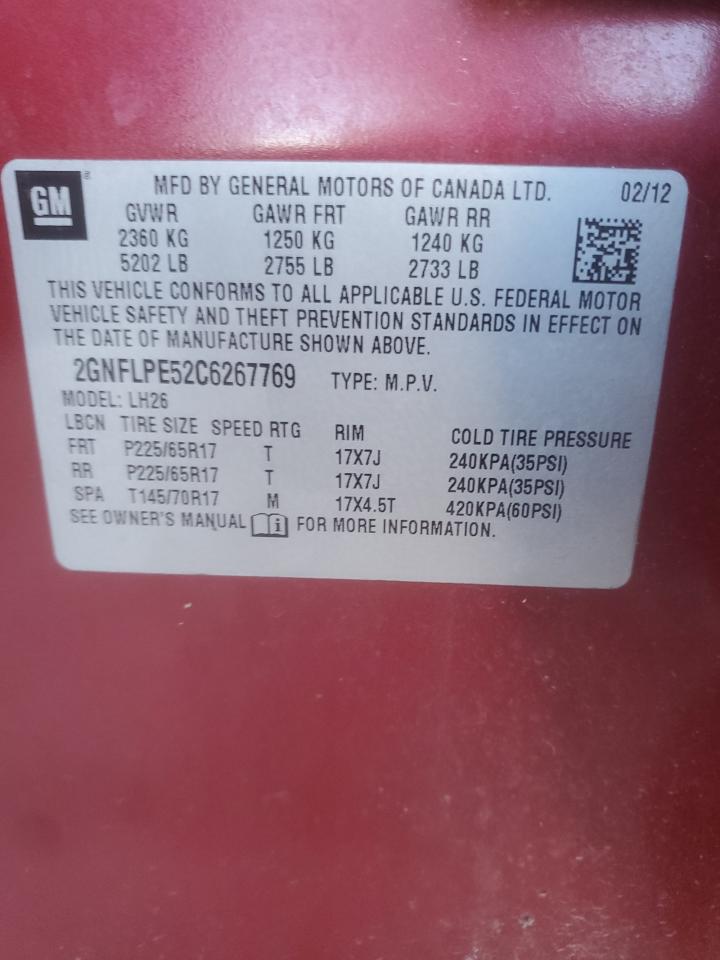 GM
MFD BY GENERAL MOTORS OF CANADA LTD. 02/12
GVWR GAWR FRT GAWR RR
2360 KG 1250 KG 1240 KG
5202 LB 2755 LB 2733 LB
THIS VEHICLE CONFORMS TO ALL APPLICABLE U.S. FEDERAL MOTOR
VEHICLE SAFETY AND THEFT PREVENTION STANDARDS IN EFFECT ON
THE DATE OF MANUFACTURE SHOWN ABOVE.
2GNFLPE52C6267769 TYPE: M.P.V.
MODEL: LH26
LBCN TIRE SIZE SPEED RTG RIM COLD TIRE PRESSURE
FRT P225/65R17 T 17X7J 240KPA(35PSI)
RR P225/65R17 T 17X7J 240KPA(35PSI)
SPA T145/70R17 M 17X4.5T 420KPA(60PSI)
SEE OWNER'S MANUAL FOR MORE INFORMATION.